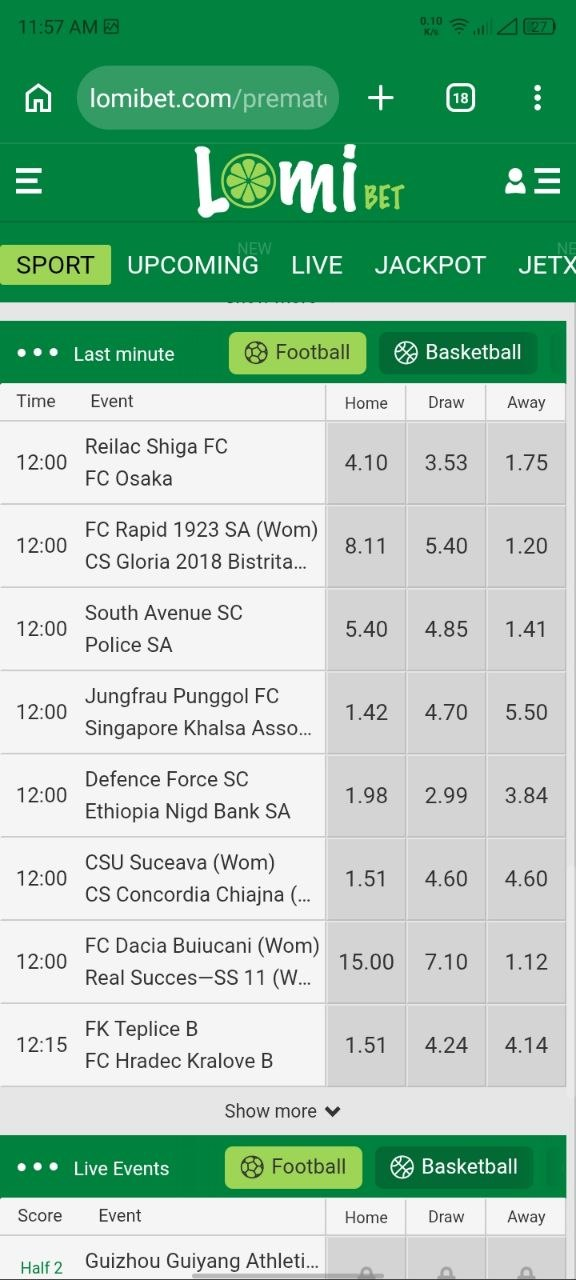 11:57 AM
0.10
K/s
27
lomibet.com/premat
18
Lomi BET
NEW
NE
SPORT UPCOMING LIVE JACKPOT JETX
Show more
Last minute Football Basketball
Time Event Home Draw Away
Reilac Shiga FC
12:00 4.10 3.53 1.75
FC Osaka
FC Rapid 1923 SA (Wom)
12:00 8.11 5.40 1.20
CS Gloria 2018 Bistrita...
South Avenue SC
12:00 5.40 4.85 1.41
Police SA
Jungfrau Punggol FC
12:00 1.42 4.70 5.50
Singapore Khalsa Asso...
Defence Force SC
12:00 1.98 2.99 3.84
Ethiopia Nigd Bank SA
CSU Suceava (Wom)
12:00 1.51 4.60 4.60
CS Concordia Chiajna (...
FC Dacia Buiucani (Wom)
12:00 15.00 7.10 1.12
Real Succes—SS 11 (W...
FK Teplice B
12:15 1.51 4.24 4.14
FC Hradec Kralove B
Show more
Live Events Football Basketball
Score Event Home Draw Away
Guizhou Guiyang Athleti...
Half 2